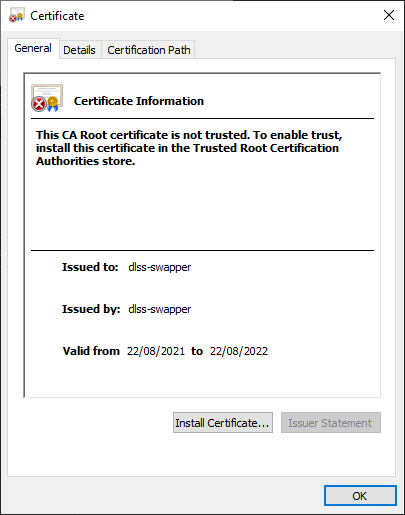 Certificate
General
Details
Certification Path
Certificate Information
This CA Root certificate is not trusted. To enable trust,
install this certificate in the Trusted Root Certification
Authorities store.
Issued to: dlss-swapper
Issued by: dlss-swapper
Valid from 22/08/2021 to 22/08/2022
Install Certificate...
Issuer Statement
OK